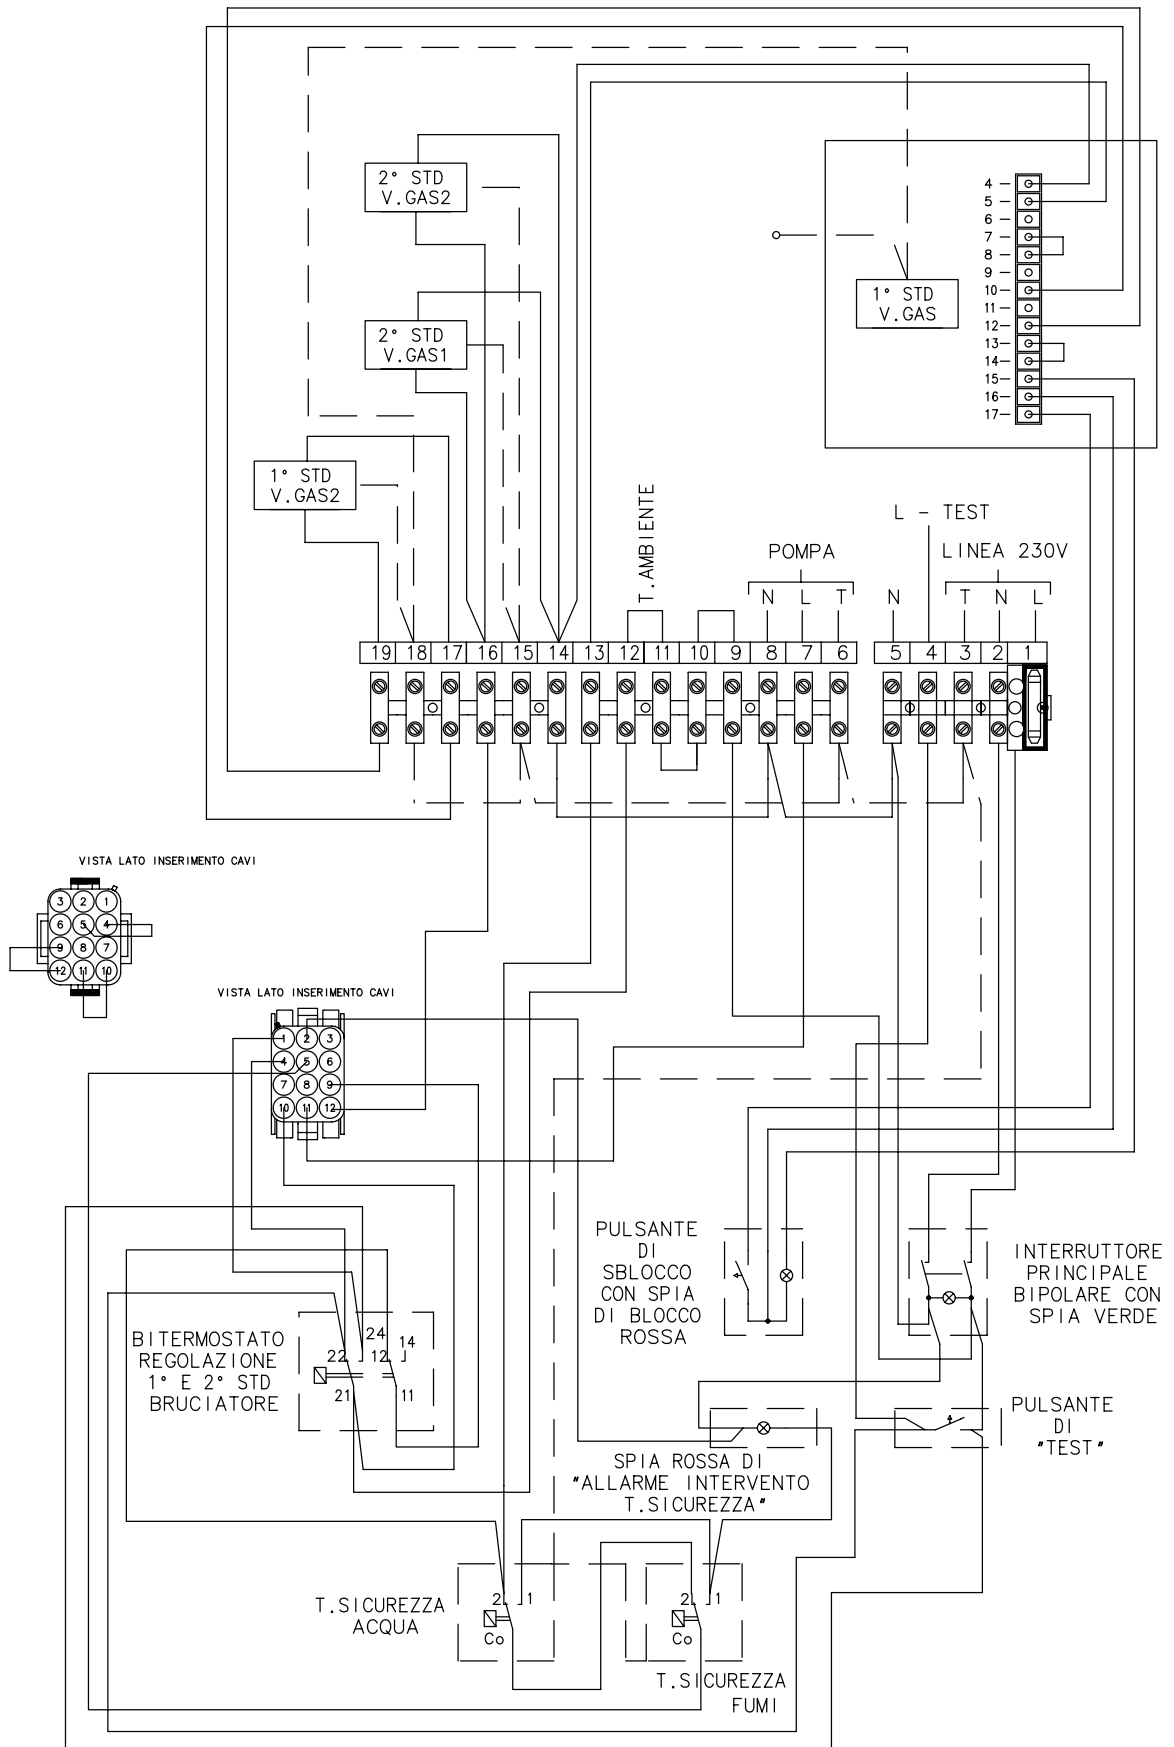 2° STD
V.GAS2
4
5
6
7
8
9
10
11
12
13
14
15
16
17
1° STD
V.GAS
2° STD
V.GAS1
1° STD
V.GAS2
T.AMBIENTE
L - TEST
POMPA
LINEA 230V
N L T
N
T N L
19 18 17 16 15 14 13 12 11 10 9 8 7 6
5 4 3 2 1
VISTA LATO INSERIMENTO CAVI
3 2 1
6 5 4
9 8 7
12 11 10
VISTA LATO INSERIMENTO CAVI
1 2 3
4 5 6
7 8 9
10 11 12
PULSANTE
DI
SBLOCCO
CON SPIA
DI BLOCCO
ROSSA
INTERRUTTORE
PRINCIPALE
BIPOLARE CON
SPIA VERDE
BITERMOSTATO
REGOLAZIONE
1° E 2° STD
BRUCIATORE
24
14
22
12
21
11
PULSANTE
DI
"TEST"
SPIA ROSSA DI
"ALLARME INTERVENTO
T.SICUREZZA"
T.SICUREZZA
ACQUA
2 1
Co
2 1
Co
T.SICUREZZA
FUMI